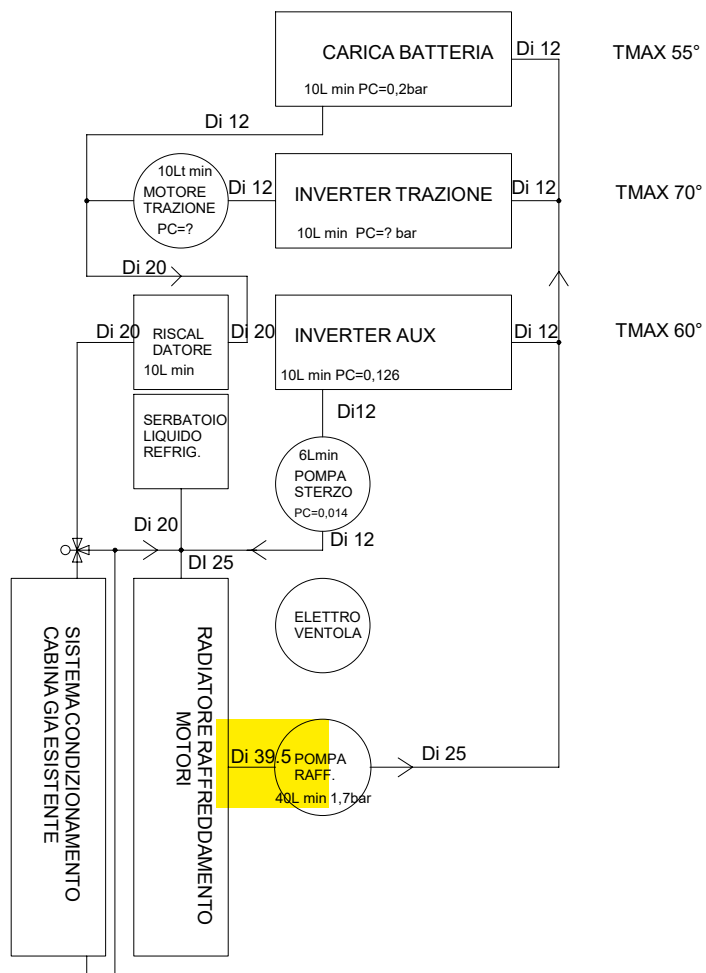 CARICA BATTERIA
10L min PC=0,2bar
Di 12
TMAX 55°
Di 12
10Lt min
MOTORE
TRAZIONE
PC=?
Di 12
INVERTER TRAZIONE
10L min PC=? bar
Di 12
TMAX 70°
Di 20
Di 20
RISCAL
DATORE
10L min
Di 20
INVERTER AUX
10L min PC=0,126
Di 12
TMAX 60°
Di12
SERBATOIO
LIQUIDO
REFRIG.
6Lmin
POMPA
STERZO
PC=0,014
Di 20
Di 12
DI 25
ELETTRO
VENTOLA
SISTEMA CONDIZIONAMENTO
CABINA GIA ESISTENTE
RADIATORE RAFFREDDAMENTO
MOTORI
Di 39.5
POMPA
RAFF.
40L min 1,7bar
Di 25